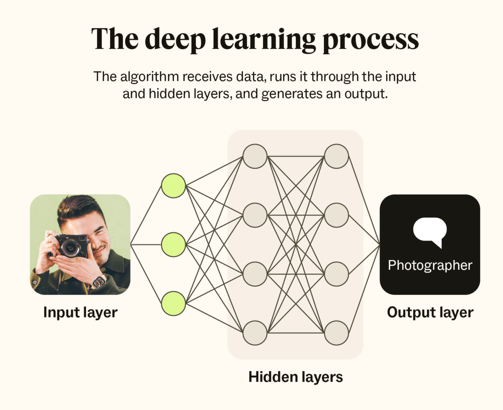 The deep learning process
The algorithm receives data, runs it through the input
and hidden layers, and generates an output.
Photographer
Input layer
Output layer
Hidden layers